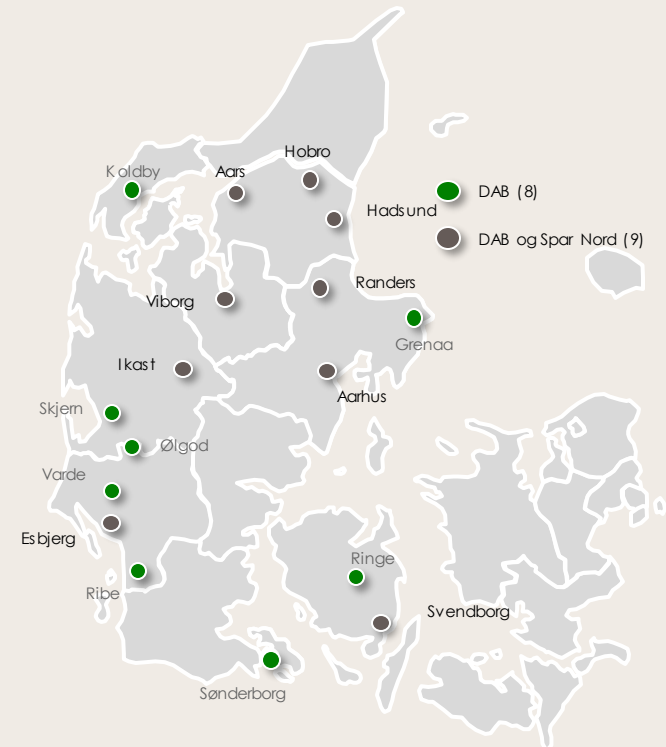 Hobro
Koldby
Aars
DAB (8)
Hadsund
DAB og Spar Nord (9)
Randers
Viborg
Grenaa
Ikast
Aarhus
Skjern
Ølgod
Varde
Esbjerg
Ringe
Ribe
Svendborg
Sønderborg